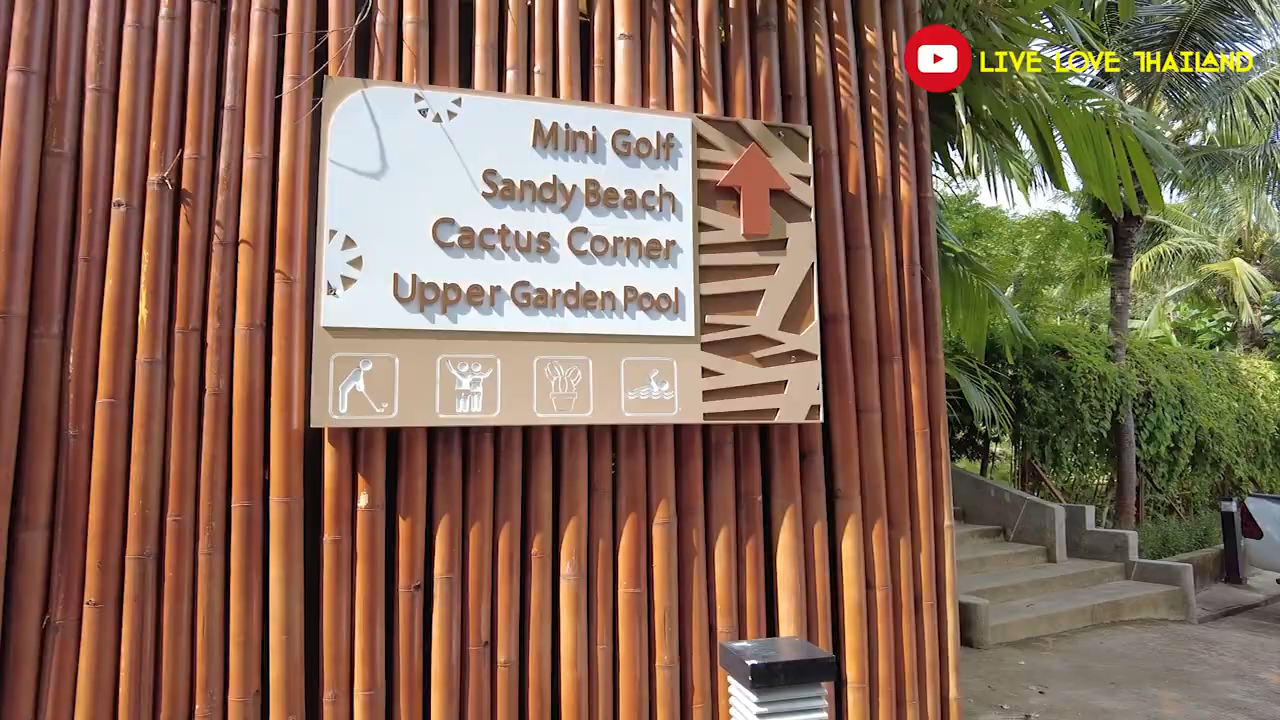 LIVE LOVE THAILAND
Mini Golf
Sandy Beach
Cactus Corner
Upper Garden Pool